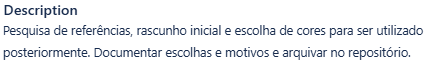 Description
Pesquisa de referências, rascunho inicial e escolha de cores para ser utilizado
posteriormente. Documentar escolhas e motivos e arquivar no repositório.